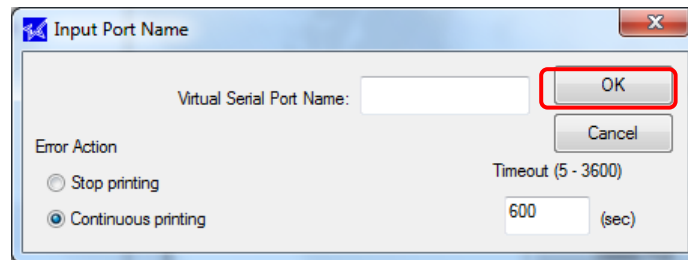 Input Port Name
Virtual Serial Port Name:
OK
Cancel
Error Action
Stop printing
Continuous printing
Timeout (5 - 3600)
600 (sec)